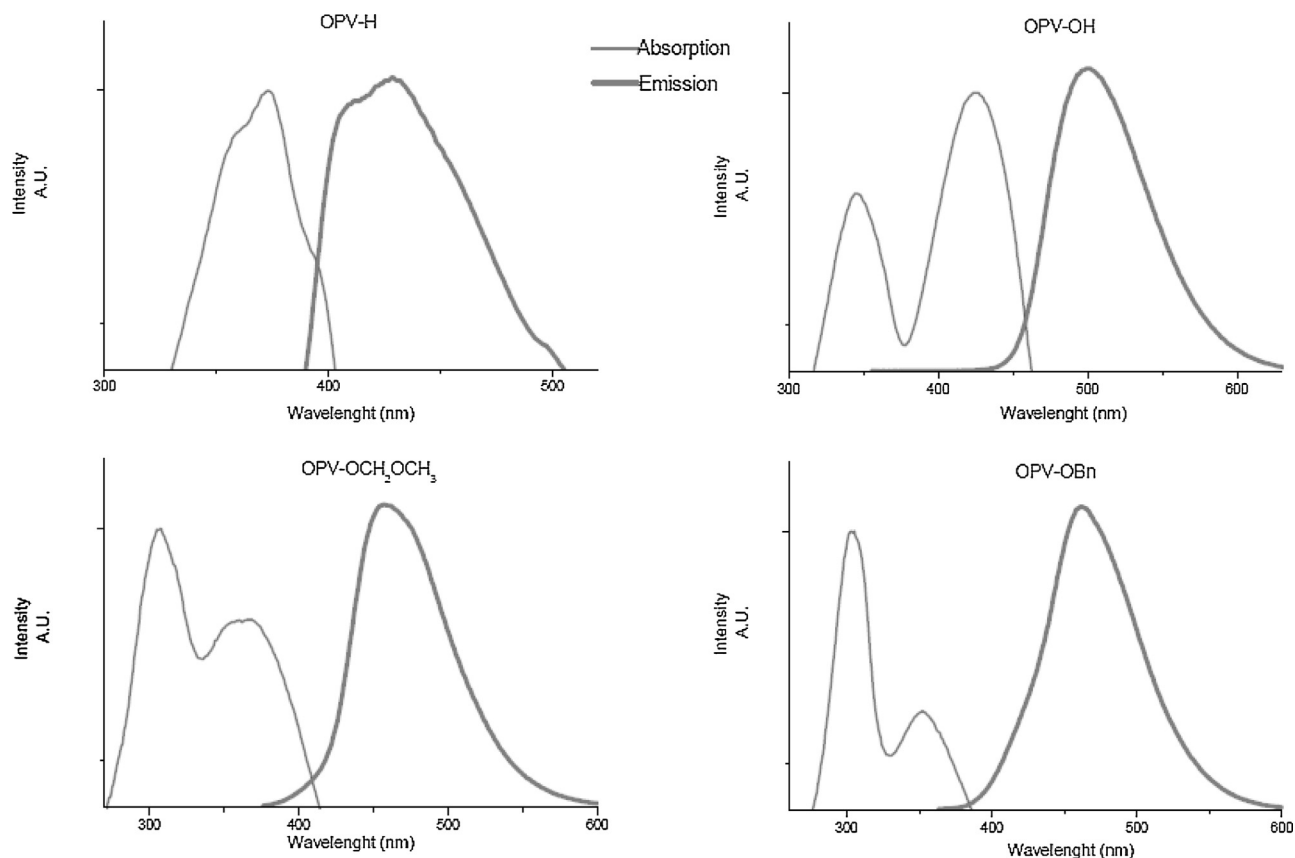 OPV-H
Absorption
Emission
Intensity
A.U.
300
400
500
Wavelenght (nm)
OPV-OH
Intensity
A.U.
300
400
500
600
Wavelenght (nm)
OPV-OCH₂OCH₃
Intensity
A.U.
300
400
500
600
Wavelenght (nm)
OPV-OBn
Intensity
A.U.
300
400
500
600
Wavelenght (nm)